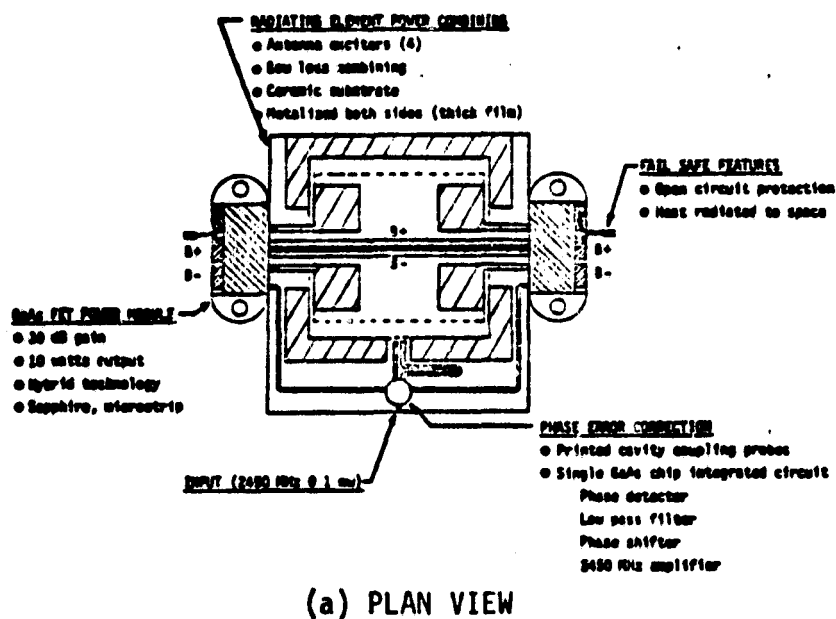 RADIATING ELEMENT POWER COMBINING
Antenna exciters (4)
Low loss combining
Ceramic substrate
Metalized both sides (thick film)
FAIL SAFE FEATURES
Open circuit protection
Heat radiated to space
B+
B-
B+
B-
B+
B-
GaAs FET POWER MODULE
30 dB gain
10 watts output
Hybrid technology
Sapphire, microstrip
PHASE ERROR CORRECTION
Printed cavity coupling probes
Single GaAs chip integrated circuit
Phase detector
Low pass filter
Phase shifter
2450 MHz amplifier
INPUT (2450 MHz @ 1 mw)
(a) PLAN VIEW